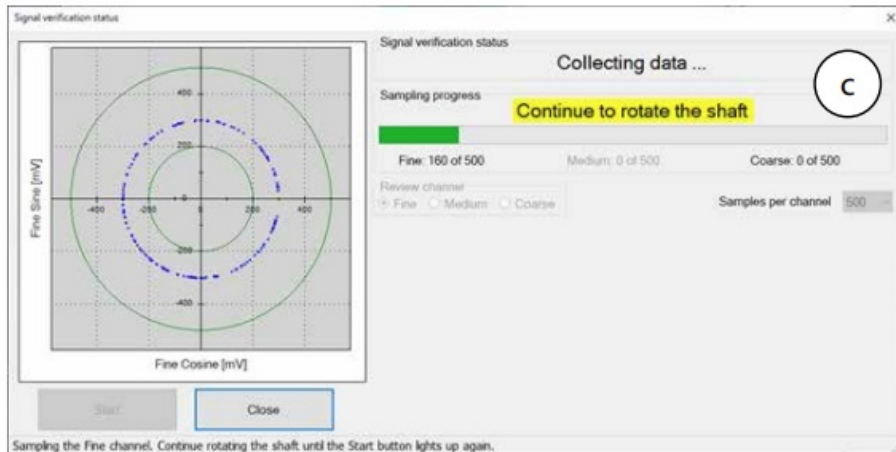 Signal verification status
Signal verification status
Collecting data ...
C
Sampling progress
Continue to rotate the shaft
Fine: 160 of 500 Medium: 0 of 500 Coarse: 0 of 500
Review channel
Fine Medium Coarse
Samples per channel 500
Fine Sine [mV]
400
200
-400 -200 0 200 400
0
-200
-400
Fine Cosine [mV]
Start Close
Sampling the Fine channel. Continue rotating the shaft until the Start button lights up again.